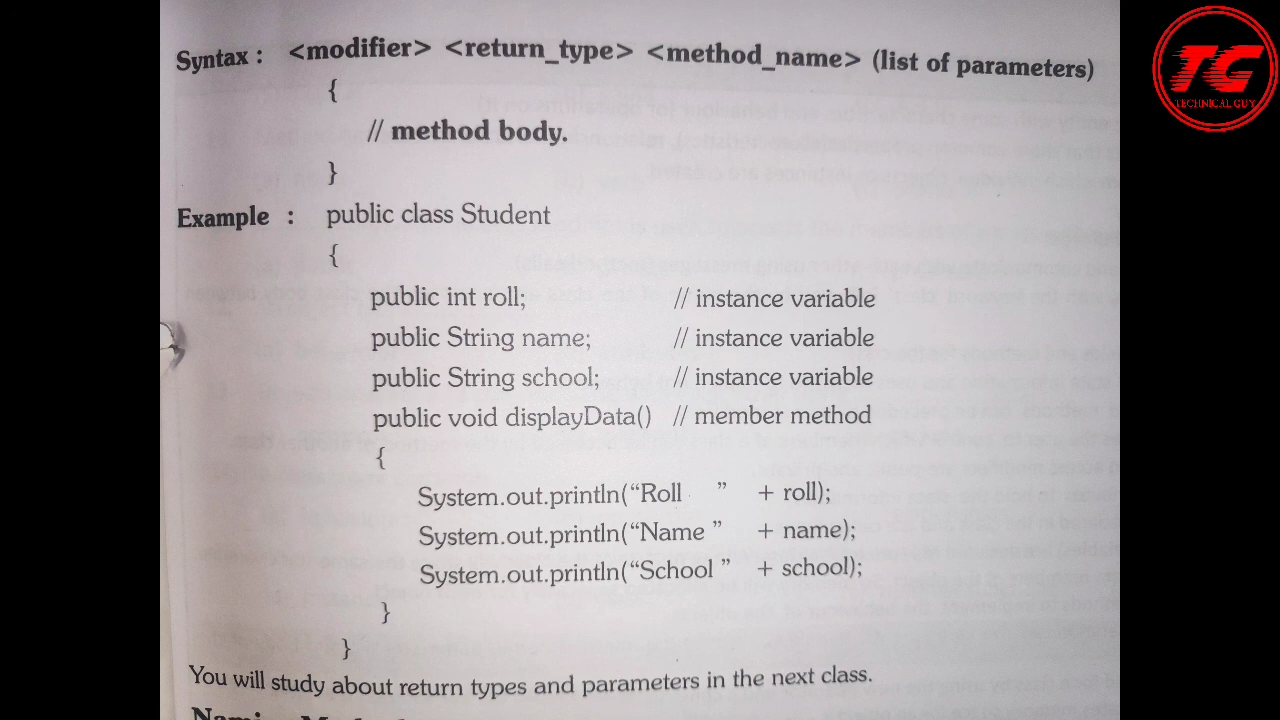 Syntax : <modifier> <return_type> <method_name> (list of parameters)
{
// method body.
}
Example : public class Student
{
public int roll; // instance variable
public String name; // instance variable
public String school; // instance variable
public void displayData() // member method
{
System.out.println(“Roll ” + roll);
System.out.println(“Name ” + name);
System.out.println(“School ” + school);
}
}
You will study about return types and parameters in the next class.
TG
TECHNICAL GUY